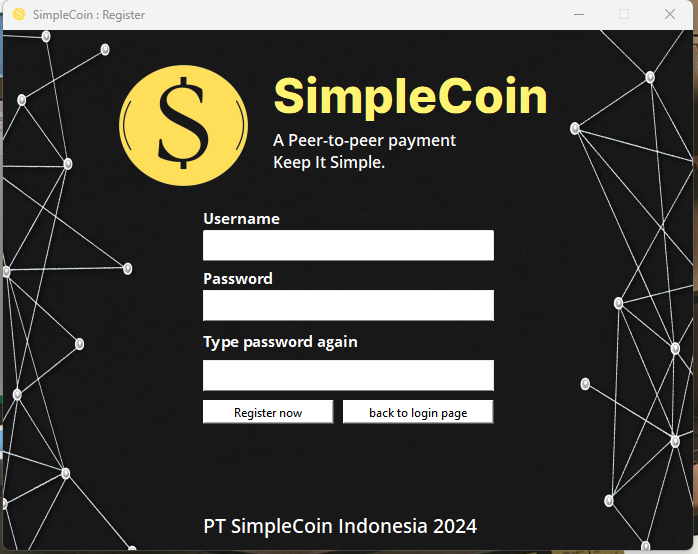 SimpleCoin : Register
S
SimpleCoin
A Peer-to-peer payment
Keep It Simple.
Username
Password
Type password again
Register now
back to login page
PT SimpleCoin Indonesia 2024